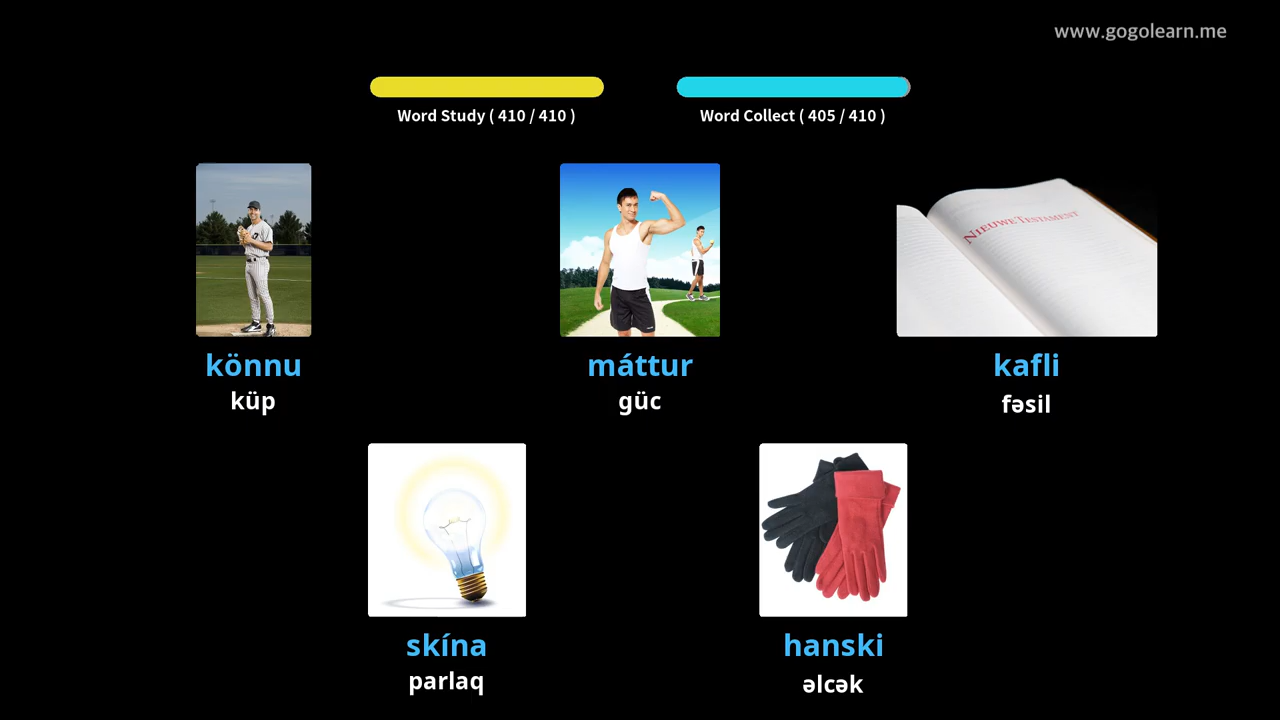 www.gogolearn.me
Word Study ( 410 / 410 )
Word Collect ( 405 / 410 )
NIEUWE TESTAMENT
könnu
küp
máttur
güc
kafli
fəsil
skína
parlaq
hanski
əlcək